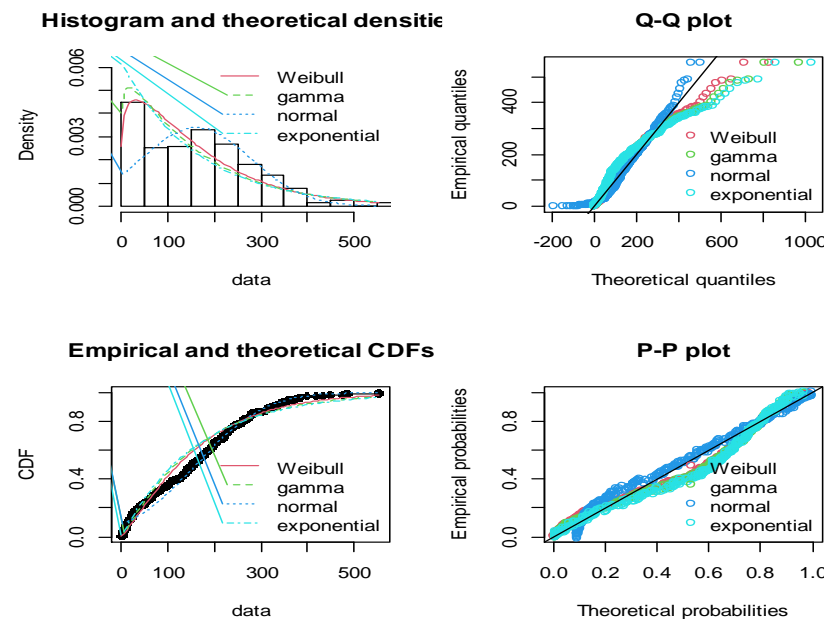 Histogram and theoretical densitie
Density
0.000 0.003 0.006
Weibull
gamma
normal
exponential
0 100 300 500
data
Q-Q plot
Empirical quantiles
0 200 400
Weibull
gamma
normal
exponential
-200 0 200 600 1000
Theoretical quantiles
Empirical and theoretical CDFs
CDF
0.0 0.4 0.8
Weibull
gamma
normal
exponential
0 100 300 500
data
P-P plot
Empirical probabilities
0.0 0.4 0.8
Weibull
gamma
normal
exponential
0.0 0.2 0.4 0.6 0.8 1.0
Theoretical probabilities